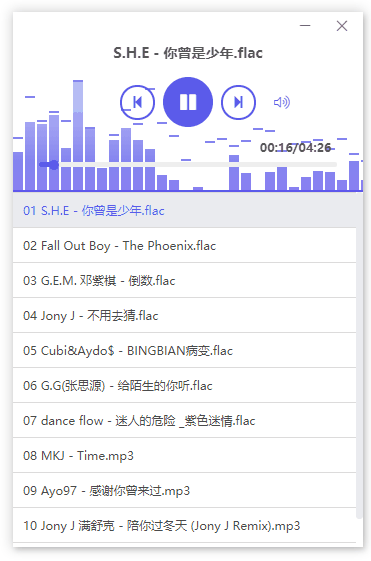 S.H.E - 你曾是少年.flac
00:16/04:26
01 S.H.E - 你曾是少年.flac
02 Fall Out Boy - The Phoenix.flac
03 G.E.M. 邓紫棋 - 倒数.flac
04 Jony J - 不用去猜.flac
05 Cubi&Aydo$ - BINGBIAN病变.flac
06 G.G(张思源) - 给陌生的你听.flac
07 dance flow - 迷人的危险 _紫色迷情.flac
08 MKJ - Time.mp3
09 Ayo97 - 感谢你曾来过.mp3
10 Jony J 满舒克 - 陪你过冬天 (Jony J Remix).mp3